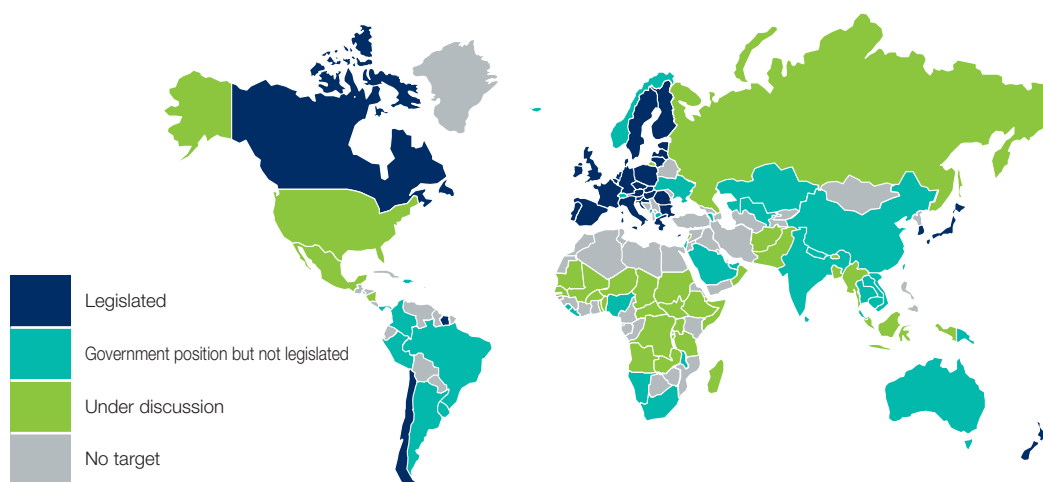 Legislated
Government position but not legislated
Under discussion
No target